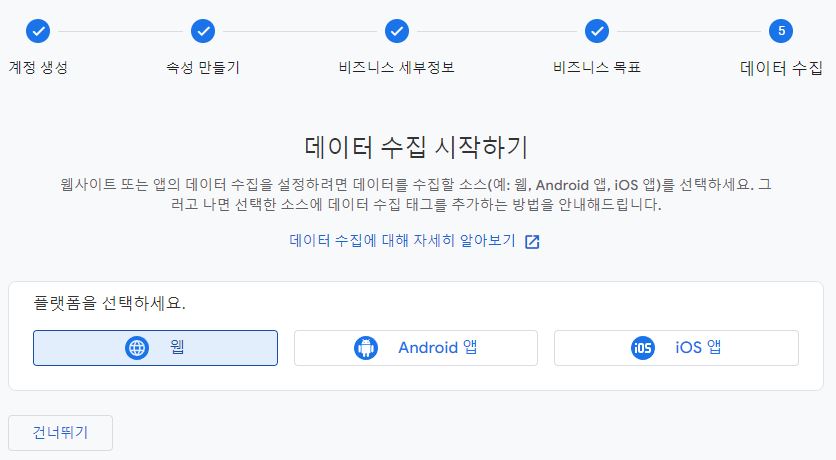 5
계정 생성
속성 만들기
비즈니스 세부정보
비즈니스 목표
데이터 수집
데이터 수집 시작하기
웹사이트 또는 앱의 데이터 수집을 설정하려면 데이터를 수집할 소스(예: 웹, Android 앱, iOS 앱)를 선택하세요. 그
러고 나면 선택한 소스에 데이터 수집 태그를 추가하는 방법을 안내해드립니다.
데이터 수집에 대해 자세히 알아보기
플랫폼을 선택하세요.
웹
Android 앱
iOS iOS 앱
건너뛰기